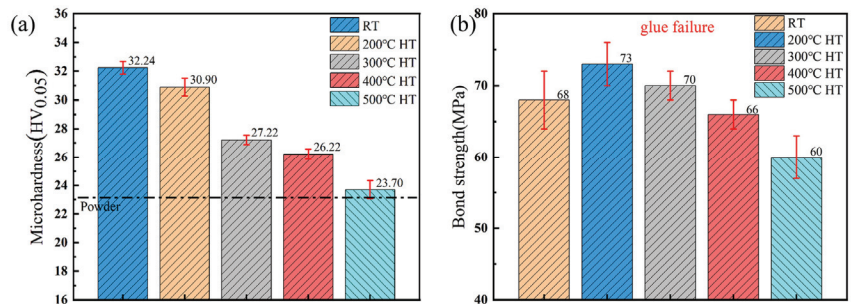 (a)
Microhardness(HV0.05)
36
34
32
30
28
26
24
22
20
18
16
32.24
30.90
27.22
26.22
23.70
Powder
RT
200℃ HT
300℃ HT
400℃ HT
500℃ HT
(b)
Bond strength(MPa)
80
70
60
50
40
glue failure
68
73
70
66
60
RT
200℃ HT
300℃ HT
400℃ HT
500℃ HT